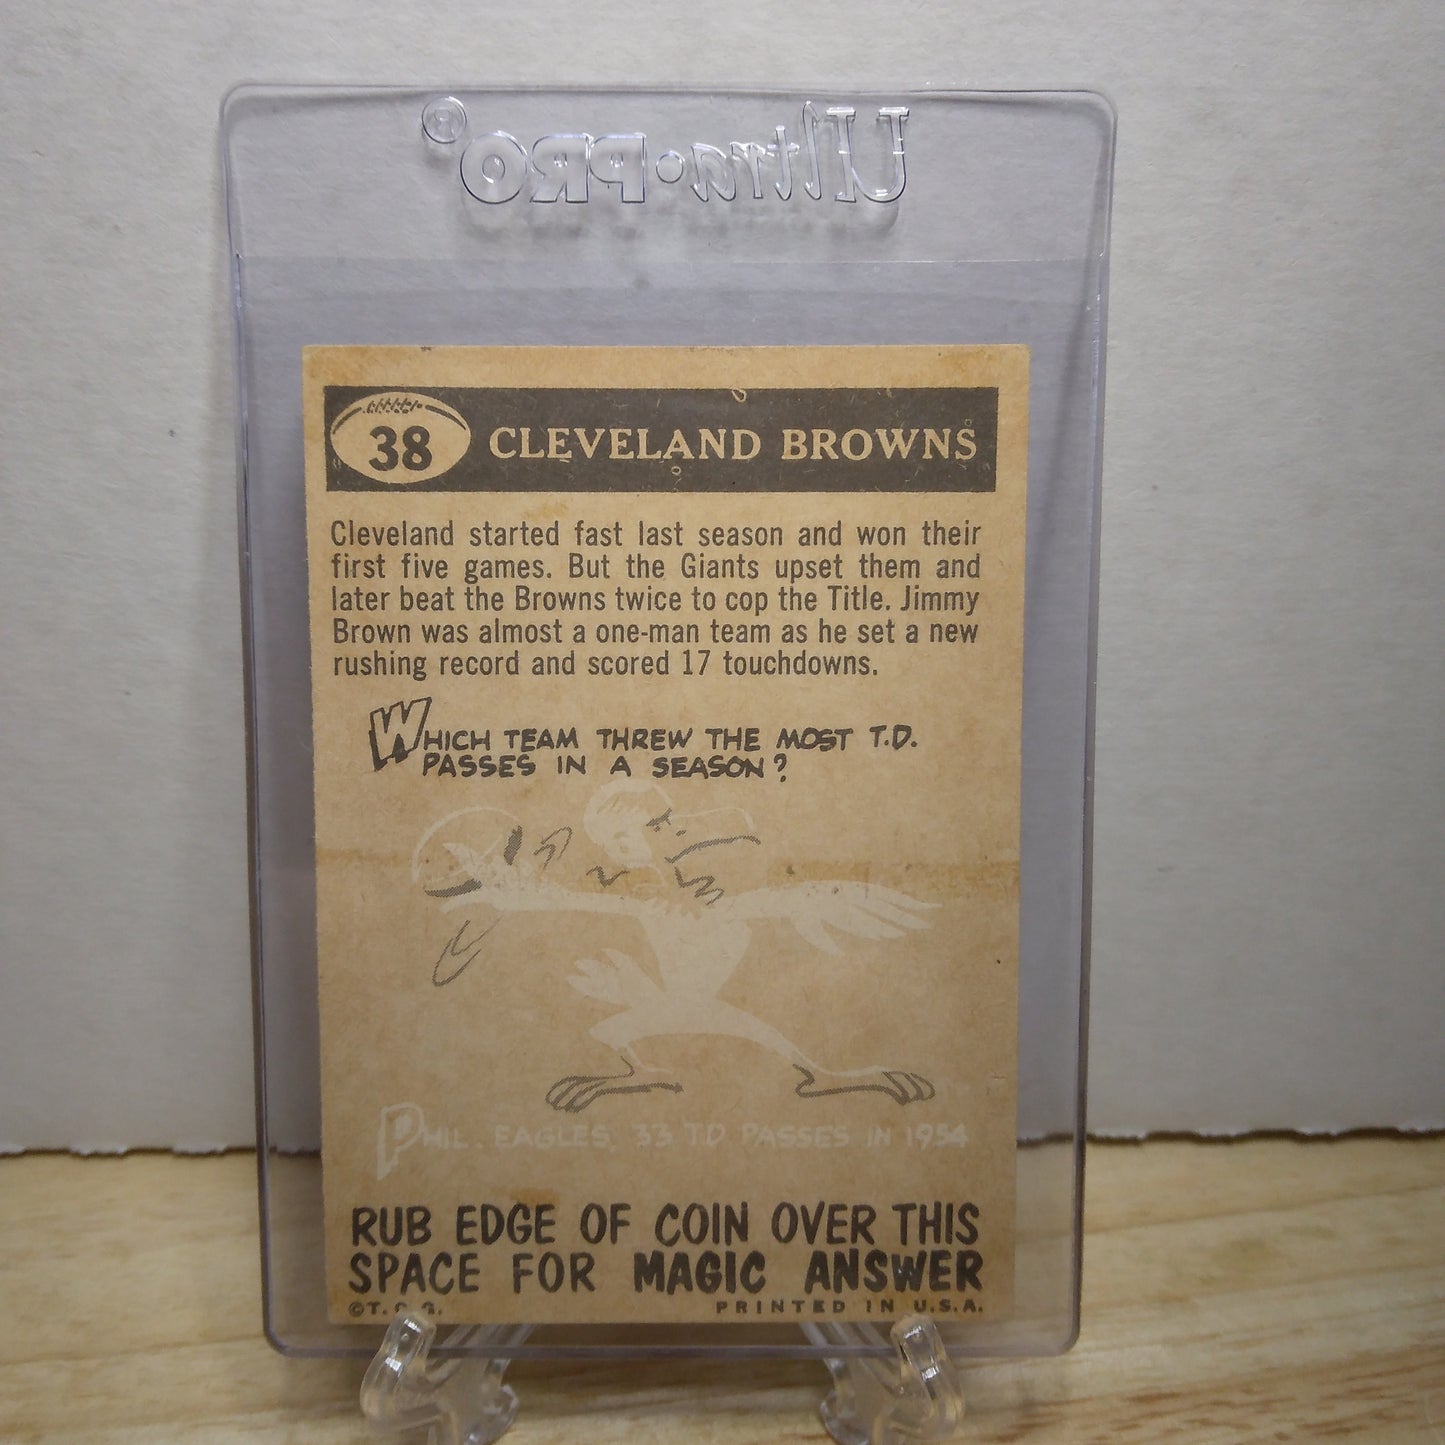 Ultra·PRO®
38 CLEVELAND BROWNS
Cleveland started fast last season and won their
first five games. But the Giants upset them and
later beat the Browns twice to cop the Title. Jimmy
Brown was almost a one-man team as he set a new
rushing record and scored 17 touchdowns.
WHICH TEAM THREW THE MOST T.D.
PASSES IN A SEASON?
PHIL. EAGLES, 33 TD PASSES IN 1954
RUB EDGE OF COIN OVER THIS
SPACE FOR MAGIC ANSWER
©T.C.G. PRINTED IN U.S.A.